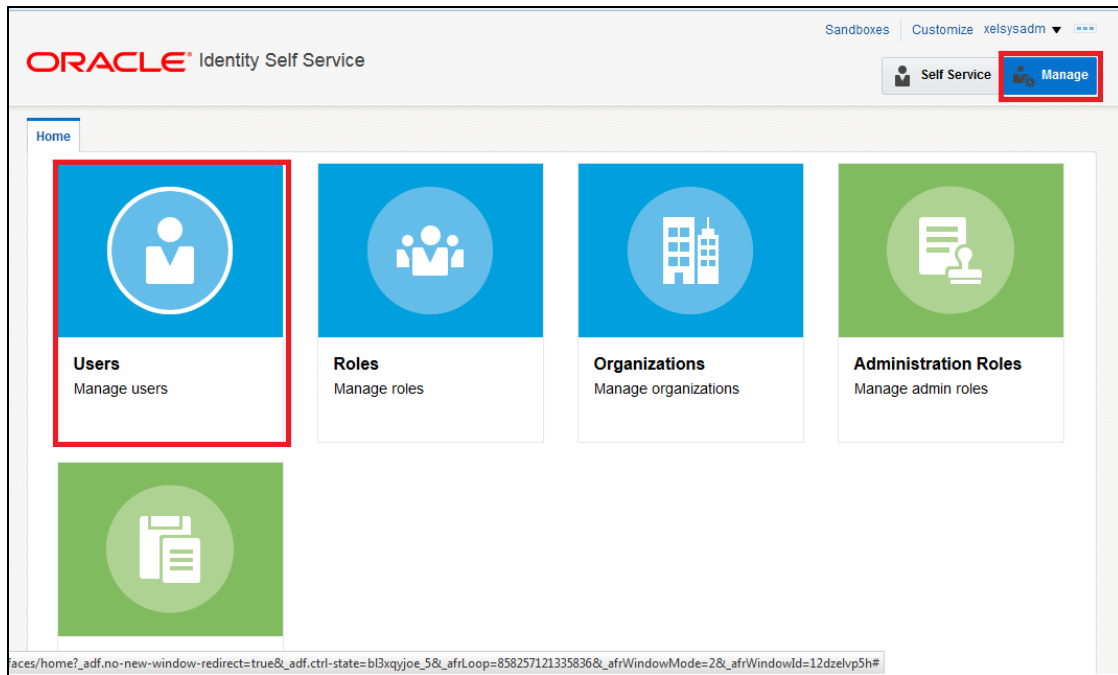 Sandboxes Customize xelsysadm
ORACLE® Identity Self Service
Self Service Manage
Home
Users
Manage users
Roles
Manage roles
Organizations
Manage organizations
Administration Roles
Manage admin roles
faces/home?_adf.no-new-window-redirect=true&_adf.ctrl-state=bl3xqyjoe_5&_afrLoop=858257121335836&_afrWindowMode=2&_afrWindowId=12dzelvp5h#